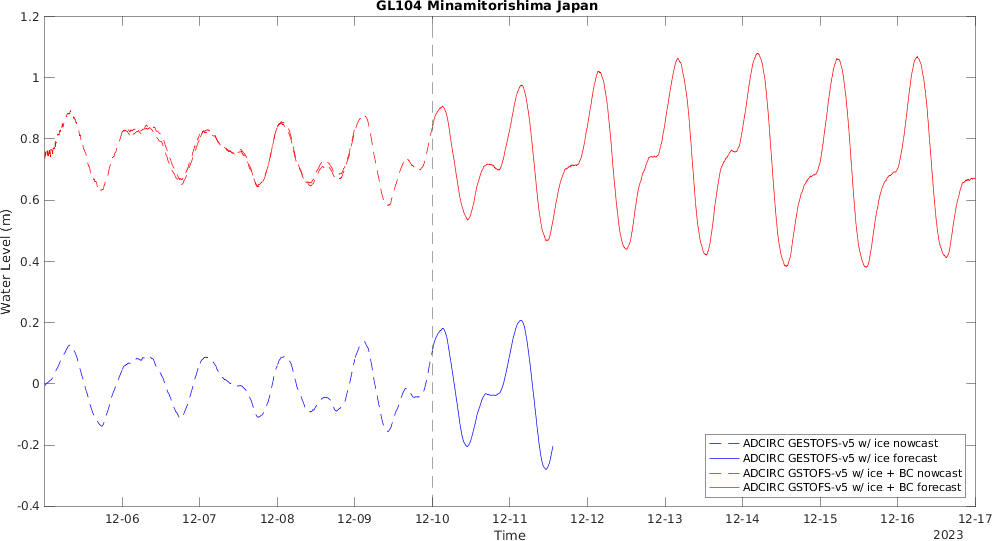 GL104 Minamitorishima Japan
Water Level (m)
1.2
1
0.8
0.6
0.4
0.2
0
-0.2
-0.4
ADCIRC GESTOFS-v5 w/ ice nowcast
ADCIRC GESTOFS-v5 w/ ice forecast
ADCIRC GSTOFS-v5 w/ ice + BC nowcast
ADCIRC GSTOFS-v5 w/ ice + BC forecast
12-06 12-07 12-08 12-09 12-10 12-11 12-12 12-13 12-14 12-15 12-16 12-17
Time
2023